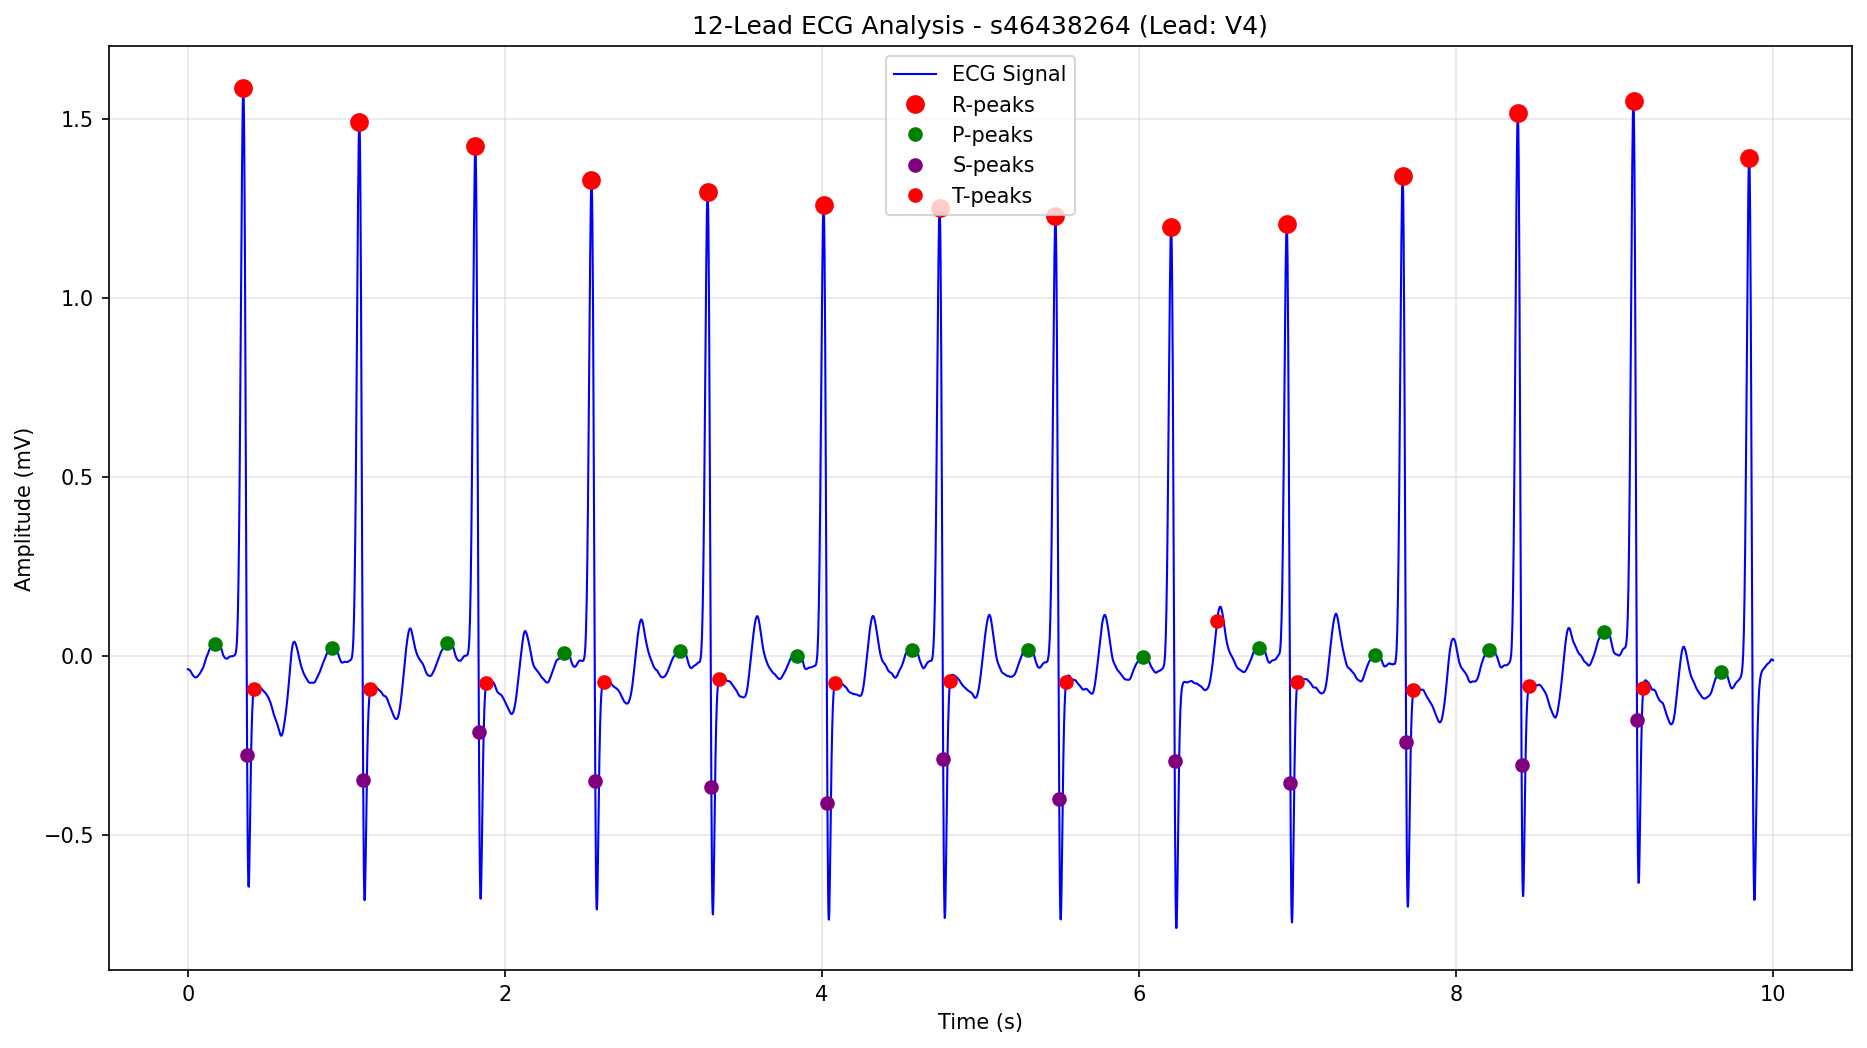 12-Lead ECG Analysis - s46438264 (Lead: V4)
ECG Signal
R-peaks
P-peaks
S-peaks
T-peaks
Amplitude (mV)
1.5
1.0
0.5
0.0
−0.5
0 2 4 6 8 10
Time (s)